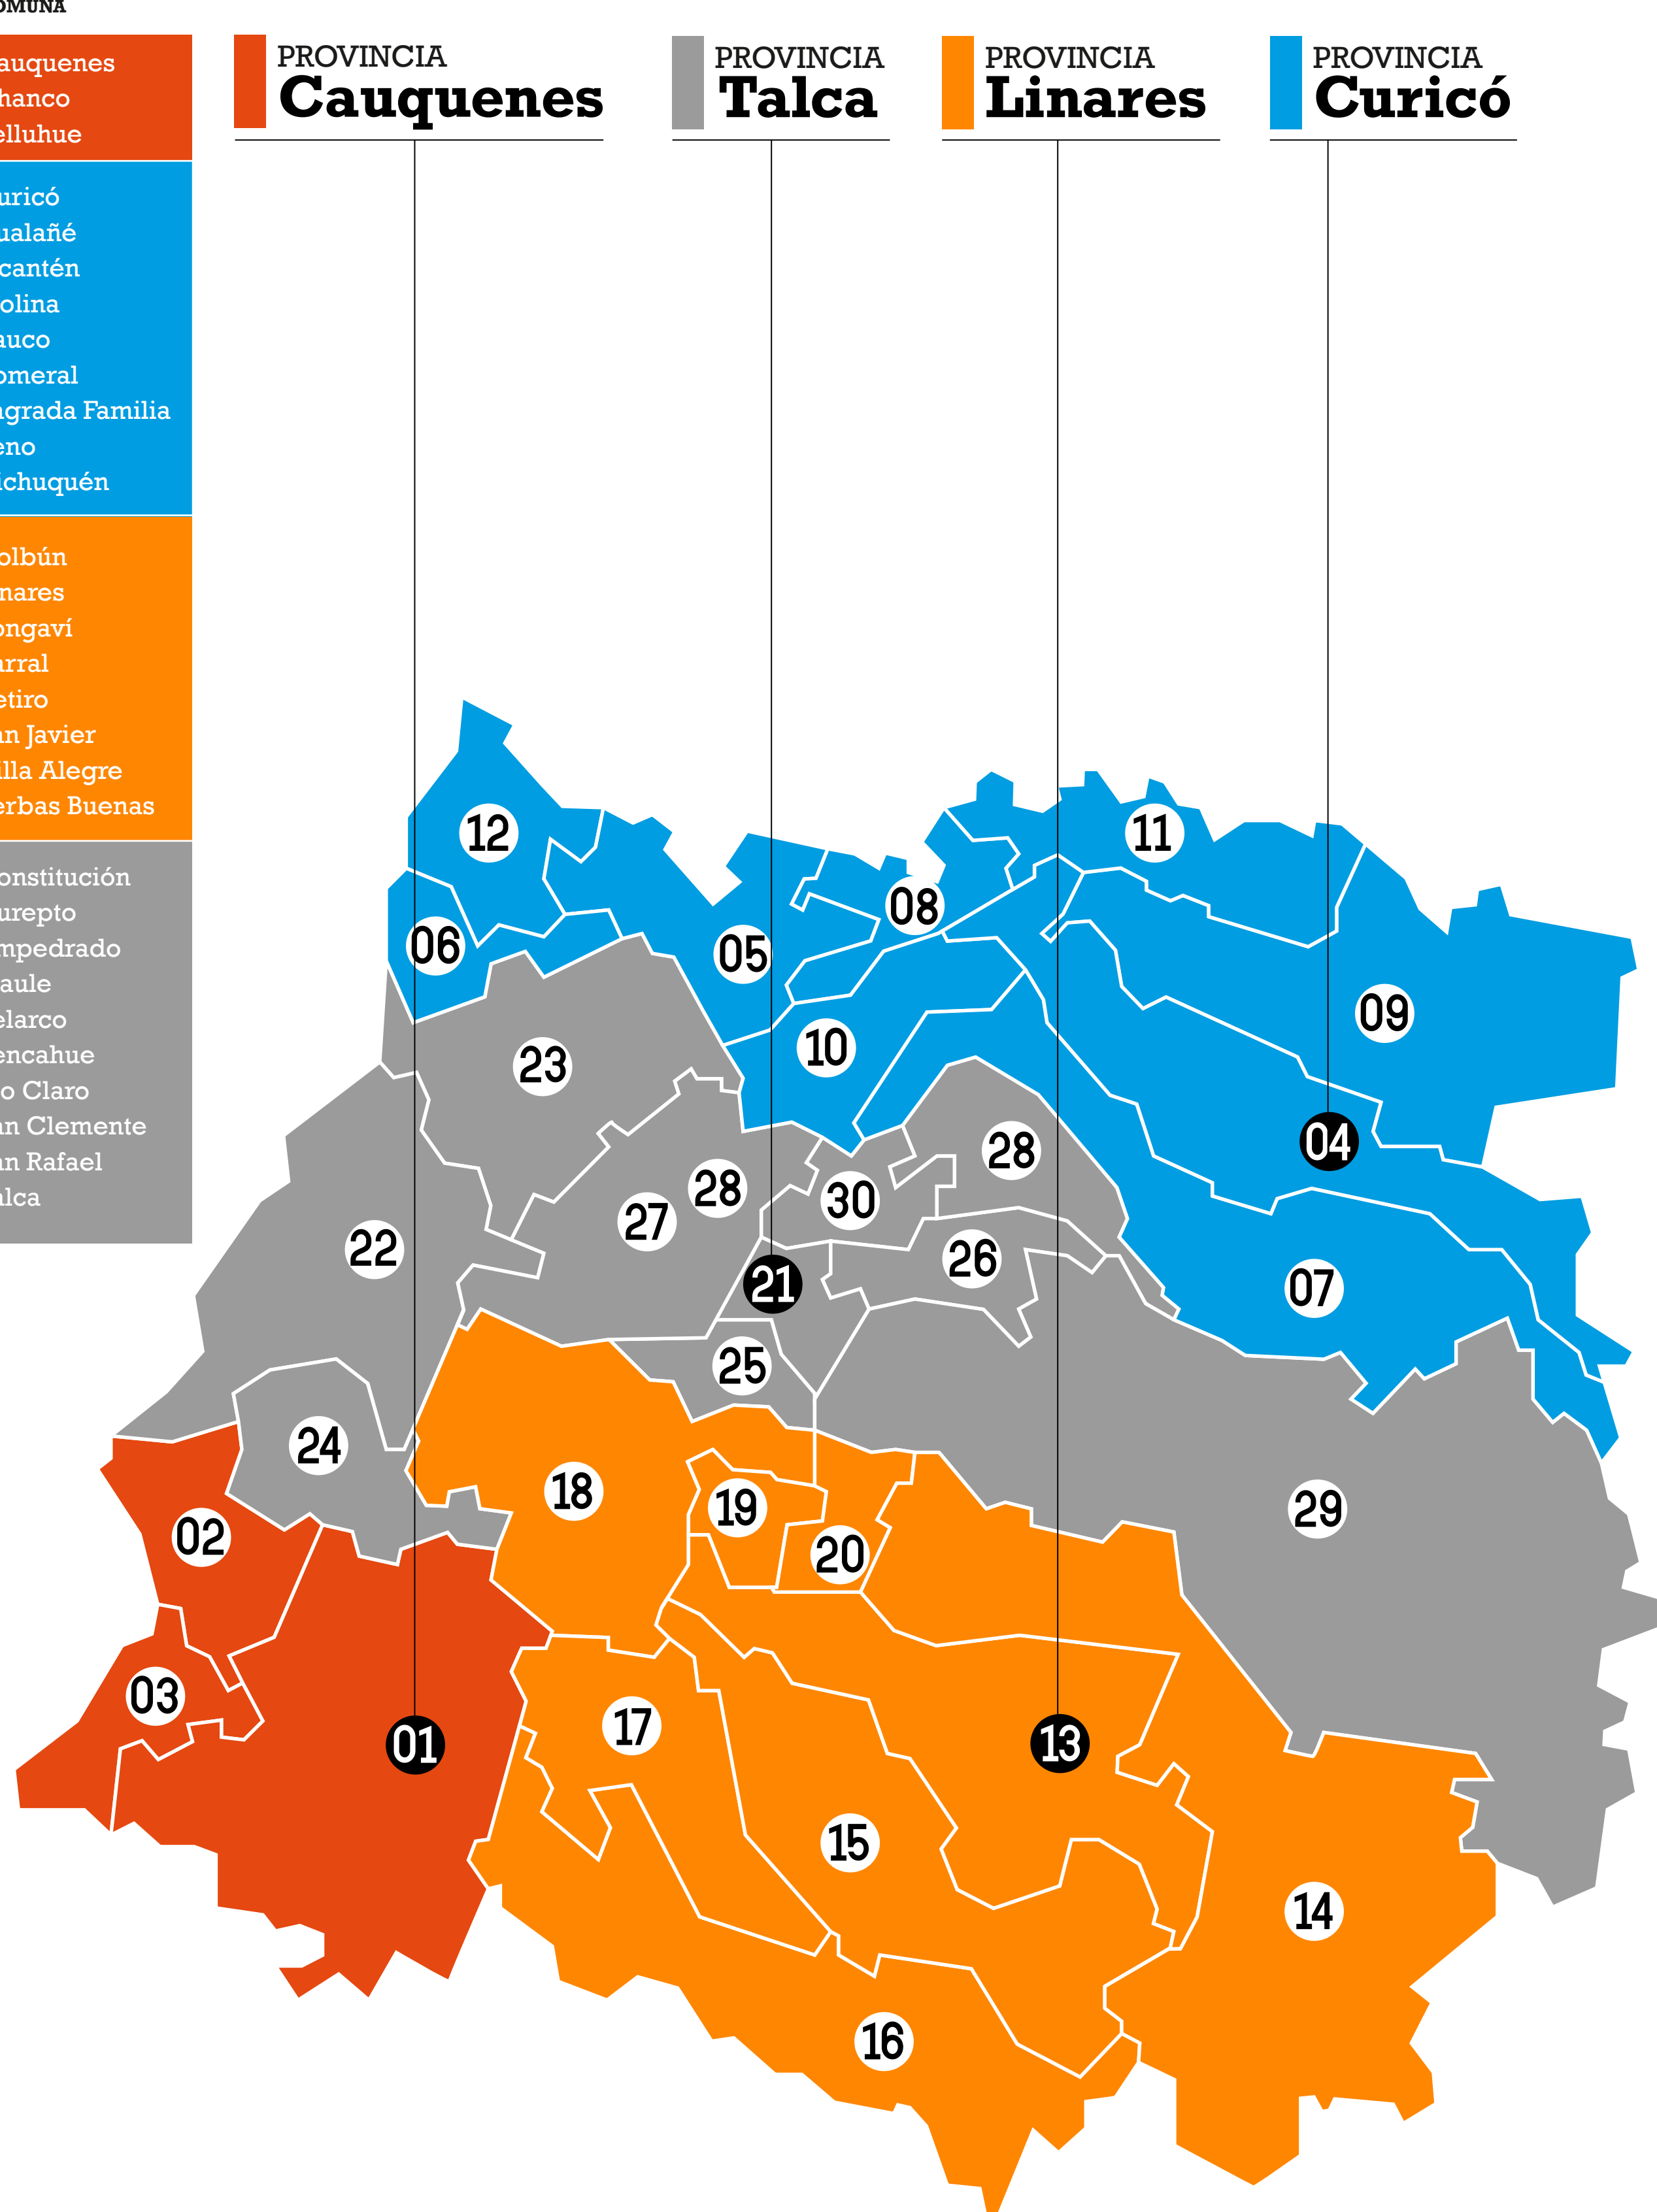 OMUNA
auquenes
hanco
elluhue
uricó
ualañé
cantén
olina
auco
omeral
agrada Familia
eno
ichuquén
olbún
nares
ongaví
arral
etiro
an Javier
illa Alegre
erbas Buenas
onstitución
urepto
mpedrado
aule
elarco
encahue
o Claro
an Clemente
an Rafael
alca
PROVINCIA
Cauquenes
PROVINCIA
Talca
PROVINCIA
Linares
PROVINCIA
Curicó
12
11
08
06
05
09
10
23
04
28
28
30
27
22
26
21
07
25
24
18
19
29
02
20
03
17
01
13
15
14
16